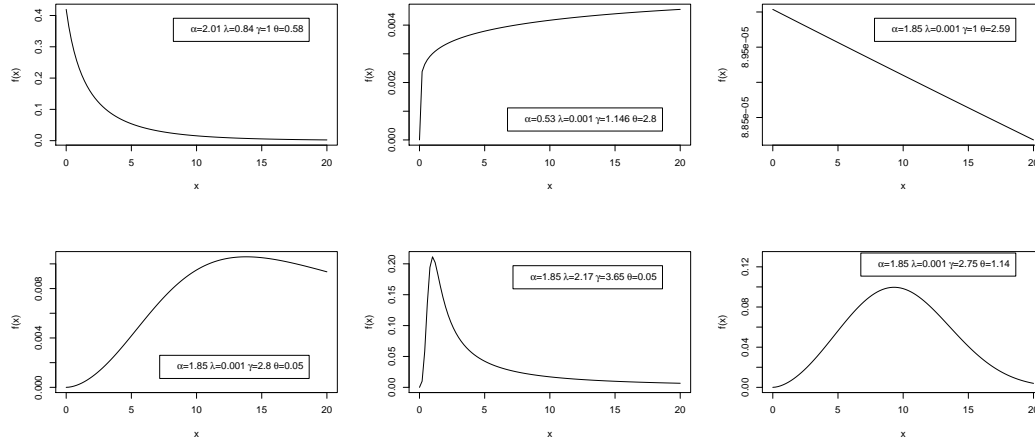 α=2.01 λ=0.84 γ=1 θ=0.58
f(x)
0.0 0.1 0.2 0.3 0.4
0 5 10 15 20
x
α=0.53 λ=0.001 γ=1.146 θ=2.8
f(x)
0.000 0.002 0.004
0 5 10 15 20
x
α=1.85 λ=0.001 γ=1 θ=2.59
f(x)
8.85e−05 8.95e−05
0 5 10 15 20
x
α=1.85 λ=0.001 γ=2.8 θ=0.05
f(x)
0.000 0.004 0.008
0 5 10 15 20
x
α=1.85 λ=2.17 γ=3.65 θ=0.05
f(x)
0.00 0.05 0.10 0.20
0 5 10 15 20
x
α=1.85 λ=0.001 γ=2.75 θ=1.14
f(x)
0.00 0.04 0.08 0.12
0 5 10 15 20
x